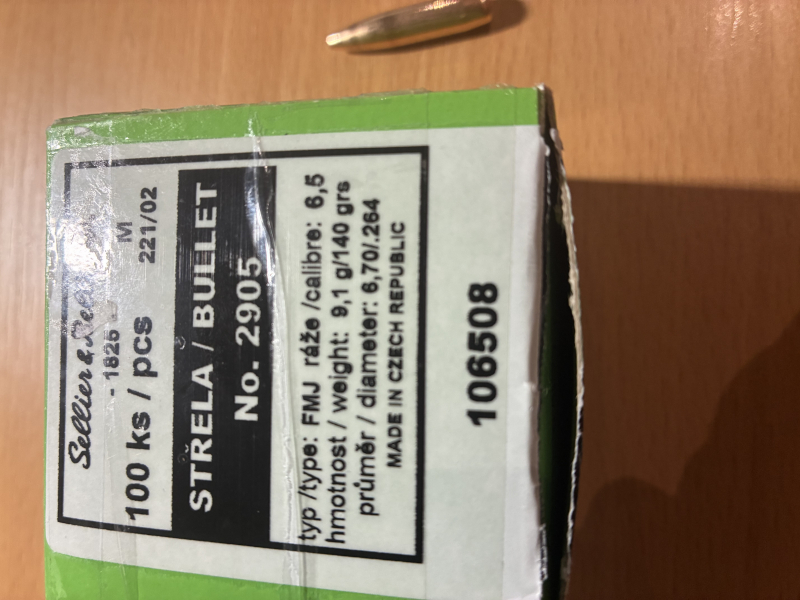 Sellier &
- 1825 -
M
100 ks / pcs
221/02
STŘELA / BULLET
No. 2905
typ /type: FMJ ráže /calibre: 6,5
hmotnost / weight: 9,1 g/140 grs
průměr / diameter: 6,70/.264
MADE IN CZECH REPUBLIC
106508